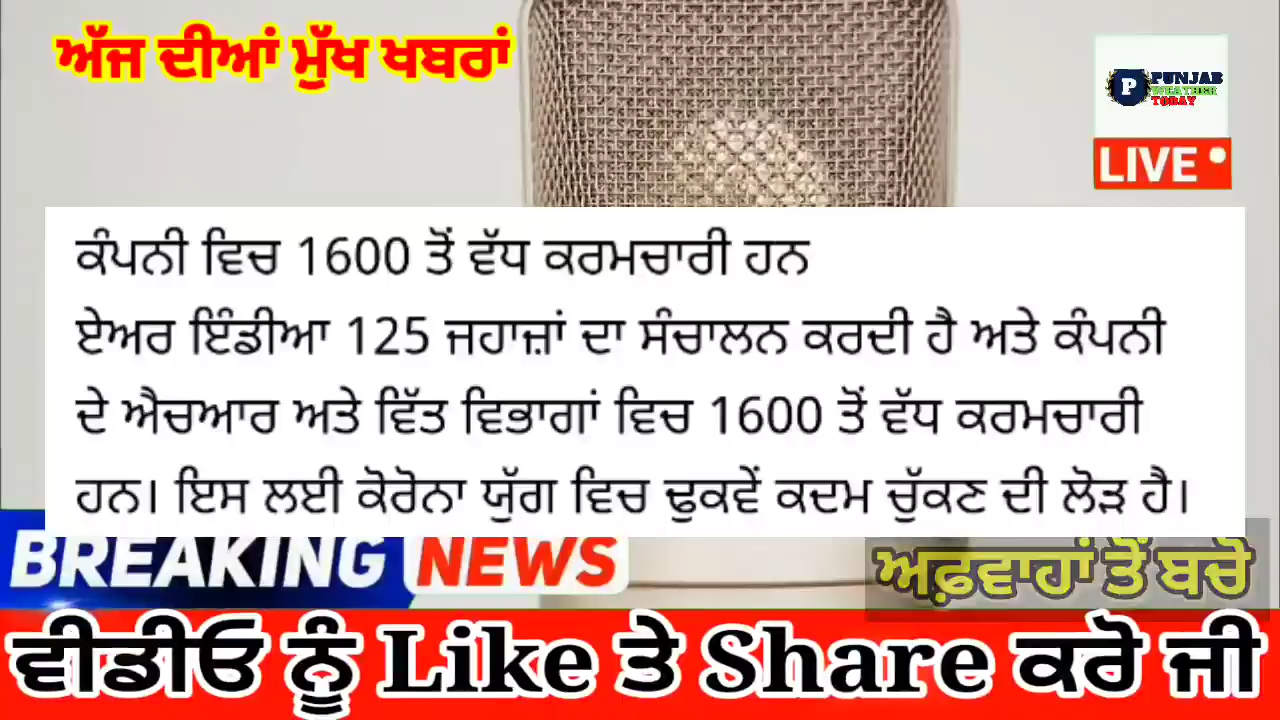 ਅੱਜ ਦੀਆਂ ਮੁੱਖ ਖਬਰਾਂ
P PUNJAB
WEATHER
TODAY
LIVE
ਕੰਪਨੀ ਵਿਚ 1600 ਤੋਂ ਵੱਧ ਕਰਮਚਾਰੀ ਹਨ
ਏਅਰ ਇੰਡੀਆ 125 ਜਹਾਜ਼ਾਂ ਦਾ ਸੰਚਾਲਨ ਕਰਦੀ ਹੈ ਅਤੇ ਕੰਪਨੀ
ਦੇ ਐਚਆਰ ਅਤੇ ਵਿੱਤ ਵਿਭਾਗਾਂ ਵਿਚ 1600 ਤੋਂ ਵੱਧ ਕਰਮਚਾਰੀ
ਹਨ। ਇਸ ਲਈ ਕੋਰੋਨਾ ਯੁੱਗ ਵਿਚ ਢੁਕਵੇਂ ਕਦਮ ਚੁੱਕਣ ਦੀ ਲੋੜ ਹੈ।
BREAKING NEWS
ਅਫ਼ਵਾਹਾਂ ਤੋਂ ਬਚੋ
ਵੀਡੀਓ ਨੂੰ Like ਤੇ Share ਕਰੋ ਜੀ